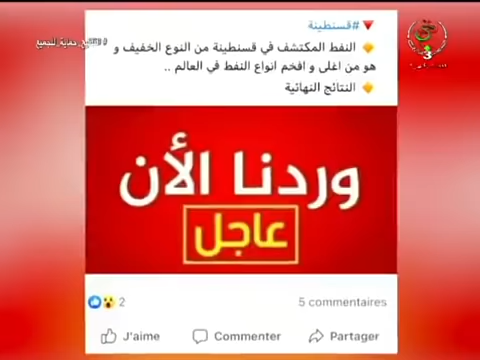 #قسنطينة
النفط المكتشف في قسنطينة من النوع الخفيف و
هو من اغلى و افخم انواع النفط في العالم ..
النتائج النهائية
وردنا الأن
عاجل
2
5 commentaires
J'aime
Commenter
Partager
3